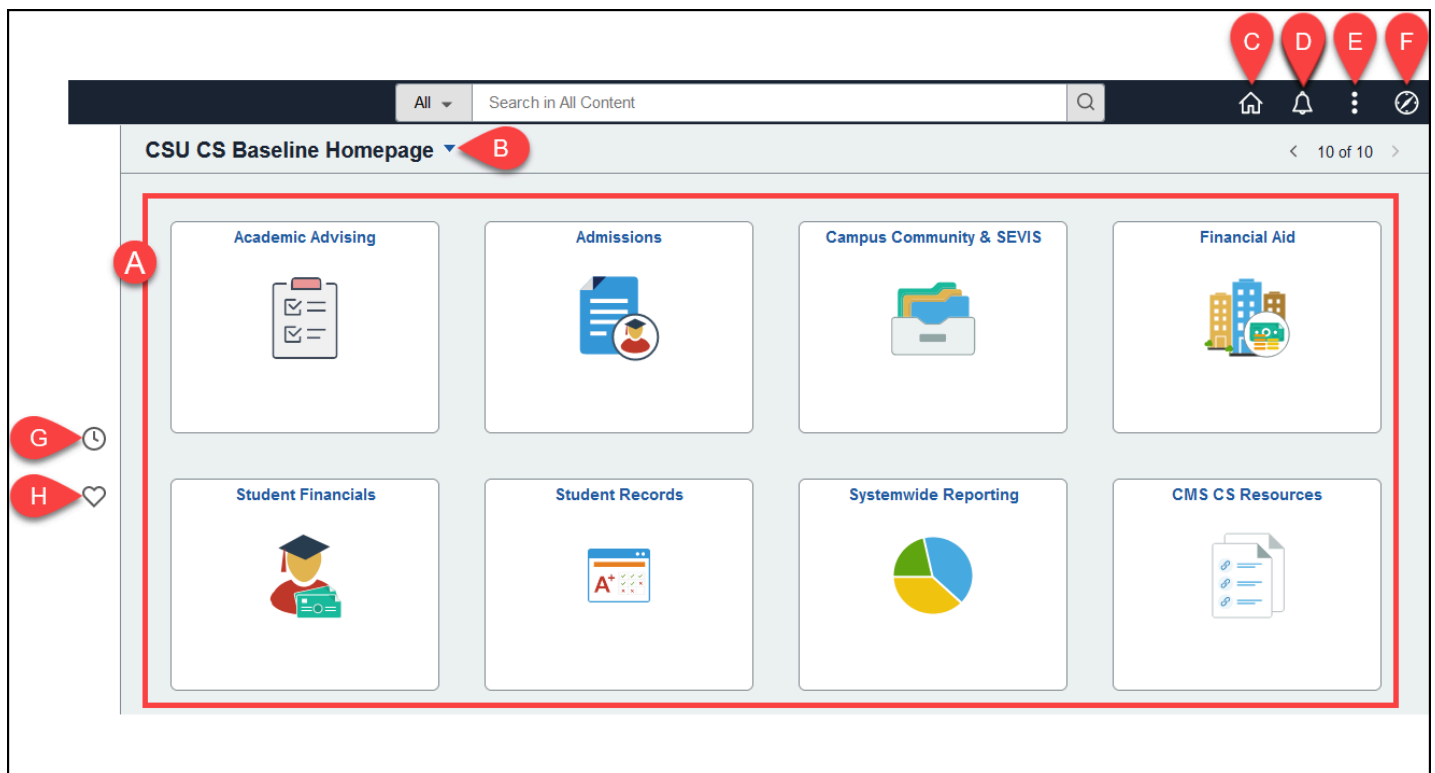 C D E F
All Search in All Content
CSU CS Baseline Homepage B 10 of 10
A
Academic Advising Admissions Campus Community & SEVIS Financial Aid
G
H
Student Financials Student Records Systemwide Reporting CMS CS Resources
A+